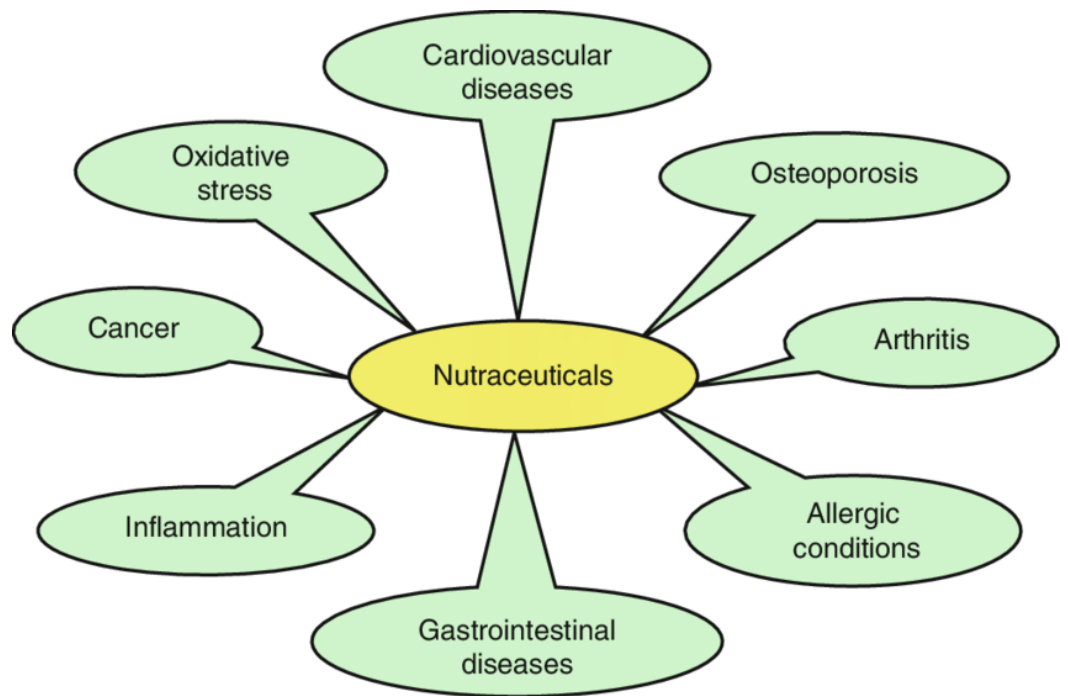 Cardiovascular
diseases
Oxidative
stress
Osteoporosis
Cancer
Nutraceuticals
Arthritis
Inflammation
Allergic
conditions
Gastrointestinal
diseases